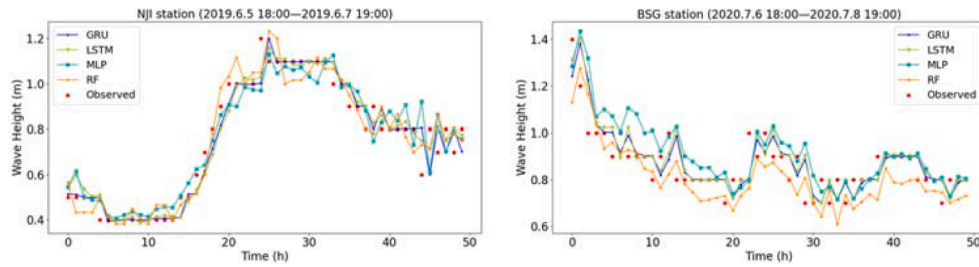 NJI station (2019.6.5 18:00—2019.6.7 19:00)
1.2
1.0
0.8
0.6
0.4
Wave Height (m)
GRU
LSTM
MLP
RF
Observed
0 10 20 30 40 50
Time (h)
BSG station (2020.7.6 18:00—2020.7.8 19:00)
1.4
1.2
1.0
0.8
0.6
Wave Height (m)
GRU
LSTM
MLP
RF
Observed
0 10 20 30 40 50
Time (h)